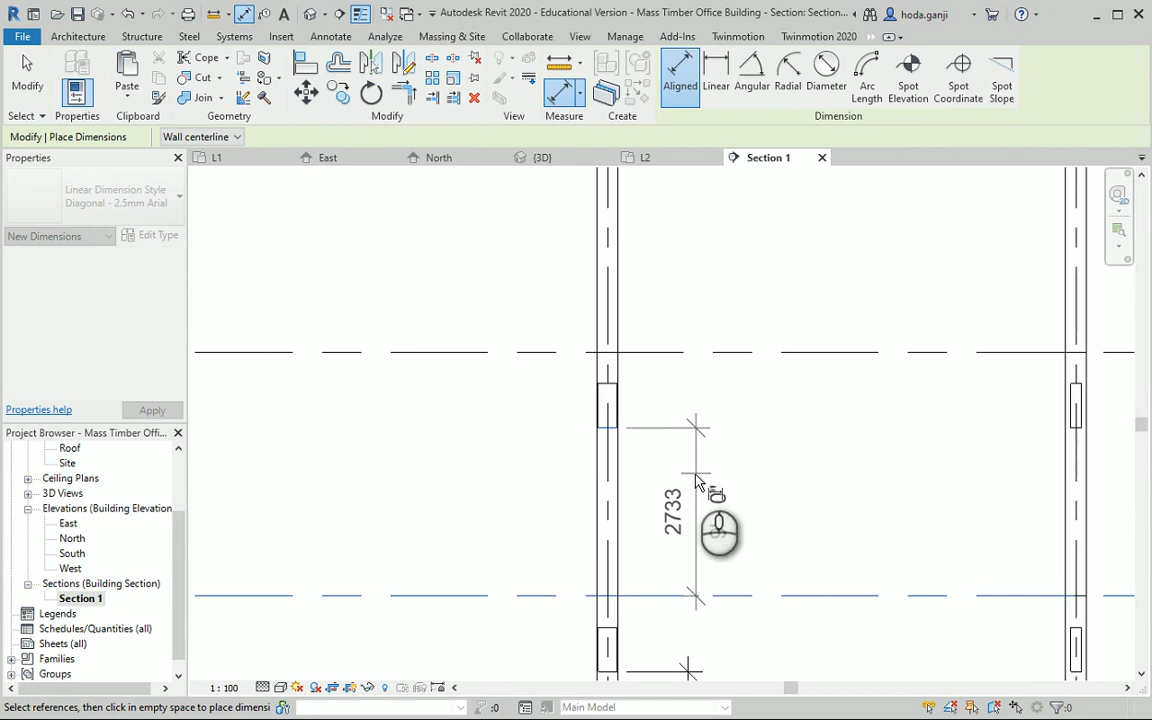 Autodesk Revit 2020 - Educational Version - Mass Timber Office Building - Section: Section...
hoda.ganji
File Architecture Structure Steel Systems Insert Annotate Analyze Massing & Site Collaborate View Manage Add-Ins Twinmotion Twinmotion 2020
Modify Properties Paste Cope Cut Join Aligned Linear Angular Radial Diameter Arc Length Spot Elevation Spot Coordinate Spot Slope
Select Properties Clipboard Geometry Modify View Measure Create Dimension
Modify | Place Dimensions Wall centerline
Properties
L1 East North {3D} L2 Section 1
Linear Dimension Style
Diagonal - 2.5mm Arial
New Dimensions Edit Type
2D
2733
Properties help Apply
Project Browser - Mass Timber Offi...
Roof
Site
Ceiling Plans
3D Views
Elevations (Building Elevation
East
North
South
West
Sections (Building Section)
Section 1
Legends
Schedules/Quantities (all)
Sheets (all)
Families
Groups
1 : 100
Select references, then click in empty space to place dimensi
:0 Main Model :0